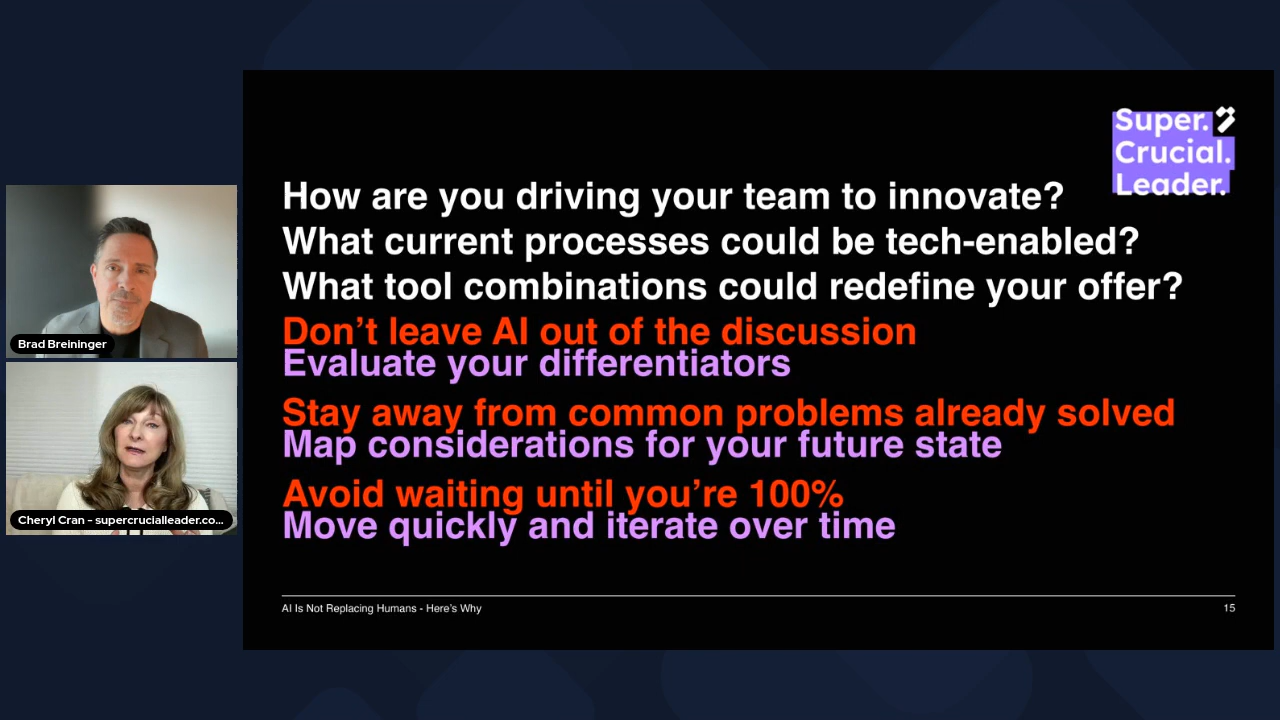 Super.
Crucial.
Leader.
How are you driving your team to innovate?
What current processes could be tech-enabled?
What tool combinations could redefine your offer?
Don’t leave AI out of the discussion
Evaluate your differentiators
Stay away from common problems already solved
Map considerations for your future state
Avoid waiting until you’re 100%
Move quickly and iterate over time
AI Is Not Replacing Humans - Here’s Why
15
Brad Breininger
Cheryl Cran - supercrucialleader.co...